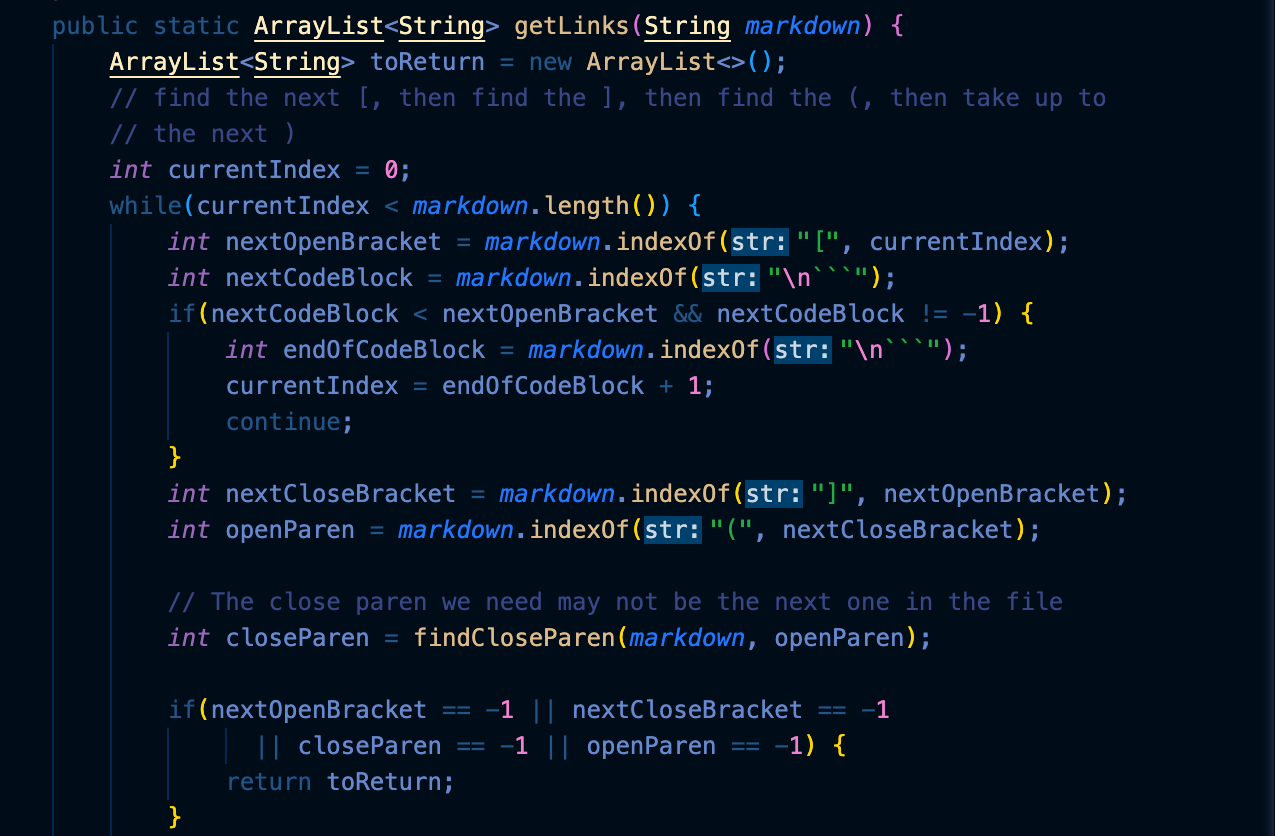 public static ArrayList<String> getLinks(String markdown) {
ArrayList<String> toReturn = new ArrayList<>();
// find the next [, then find the ], then find the (, then take up to
// the next )
int currentIndex = 0;
while(currentIndex < markdown.length()) {
int nextOpenBracket = markdown.indexOf(str: "[", currentIndex);
int nextCodeBlock = markdown.indexOf(str: "\n```");
if(nextCodeBlock < nextOpenBracket && nextCodeBlock != -1) {
int endOfCodeBlock = markdown.indexOf(str: "\n```");
currentIndex = endOfCodeBlock + 1;
continue;
}
int nextCloseBracket = markdown.indexOf(str: "]", nextOpenBracket);
int openParen = markdown.indexOf(str: "(", nextCloseBracket);
// The close paren we need may not be the next one in the file
int closeParen = findCloseParen(markdown, openParen);
if(nextOpenBracket == -1 || nextCloseBracket == -1
|| closeParen == -1 || openParen == -1) {
return toReturn;
}